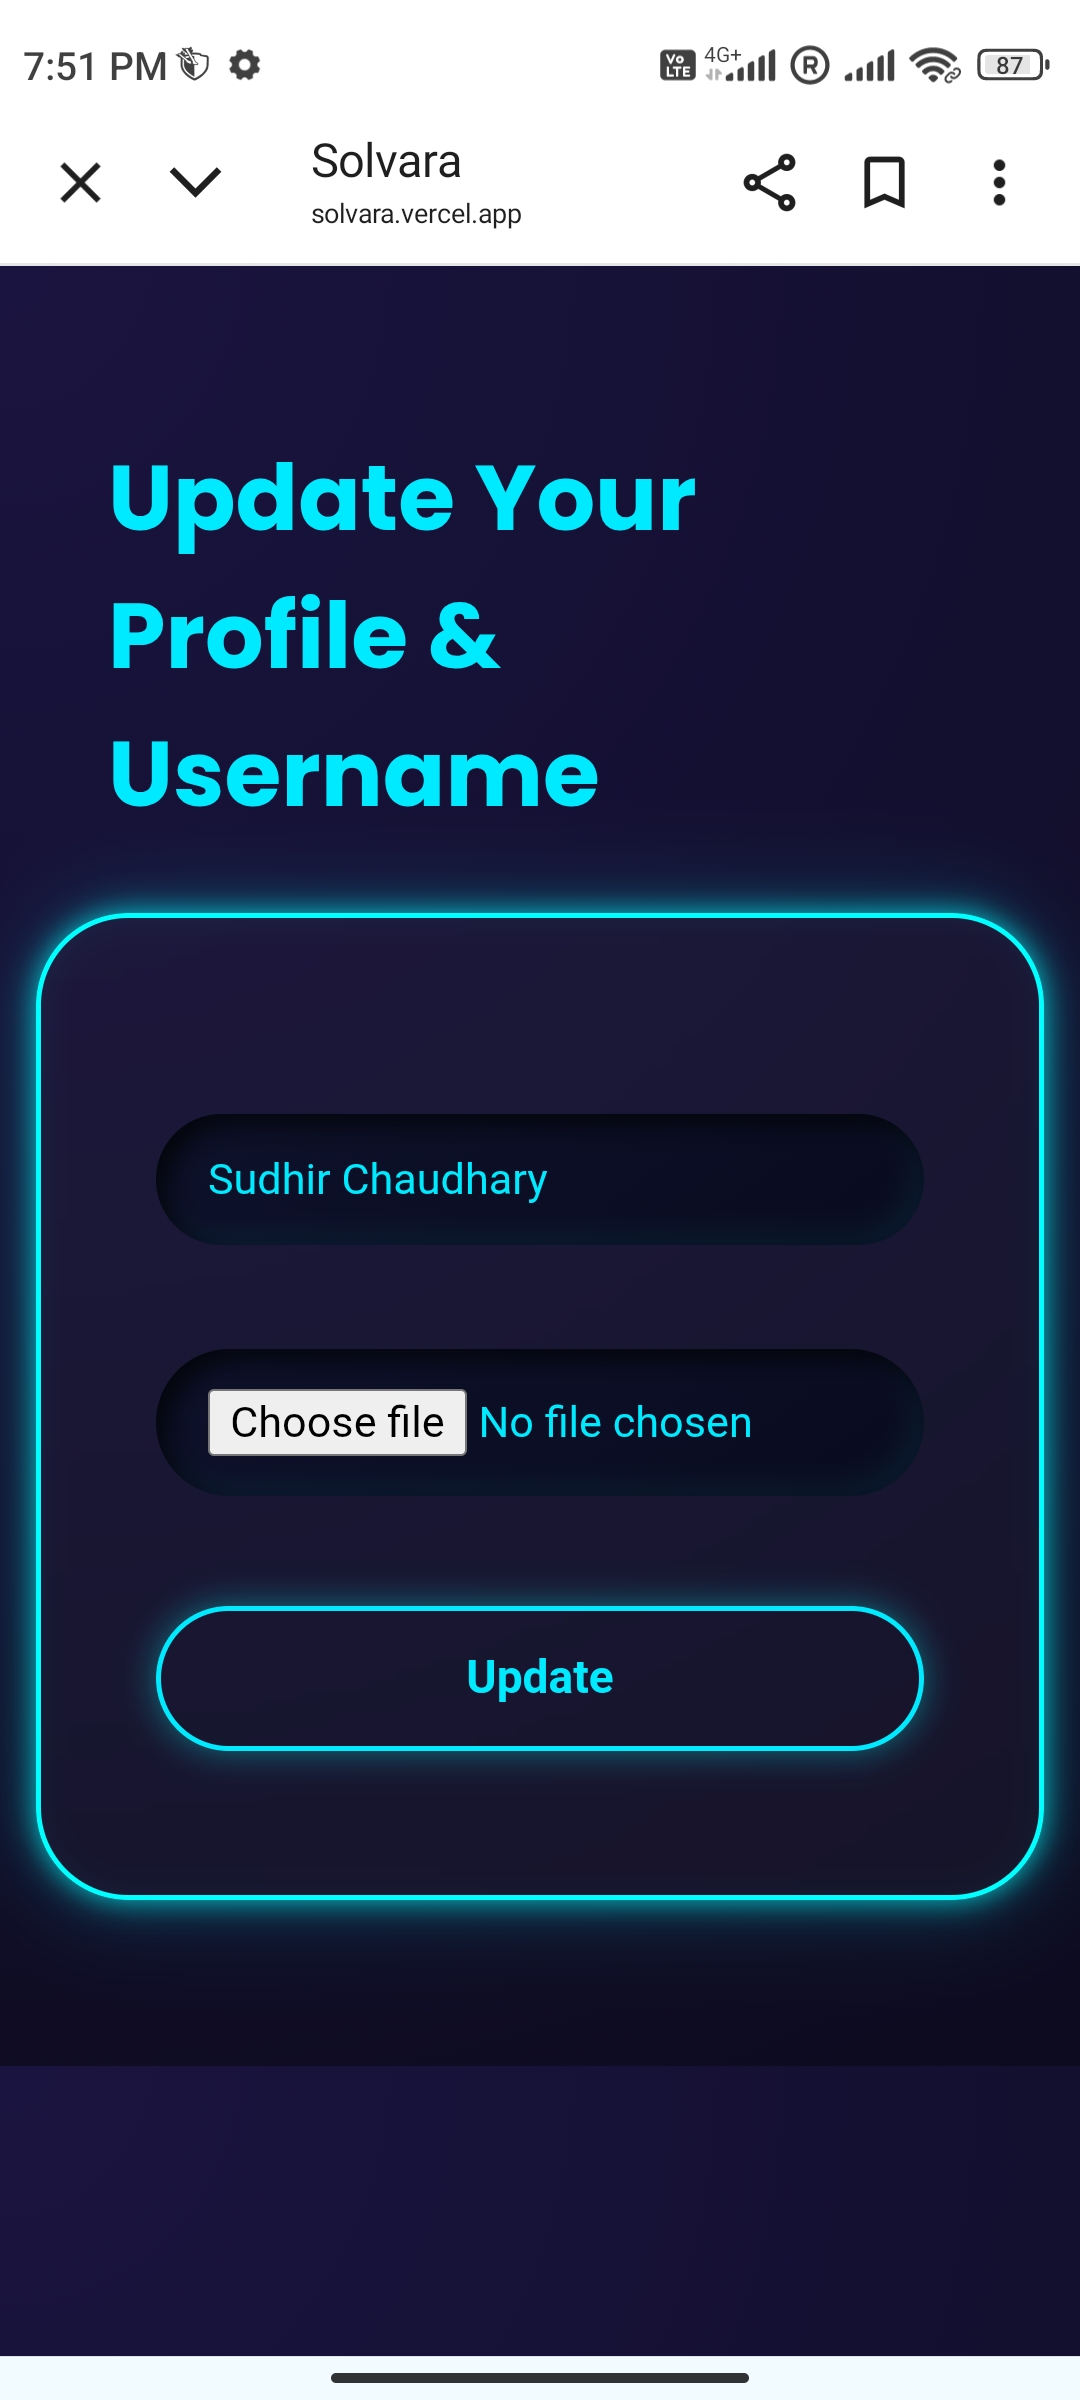 7:51 PM
Vo LTE 4G+ R 87
Solvara
solvara.vercel.app
Update Your
Profile &
Username
Sudhir Chaudhary
Choose file No file chosen
Update